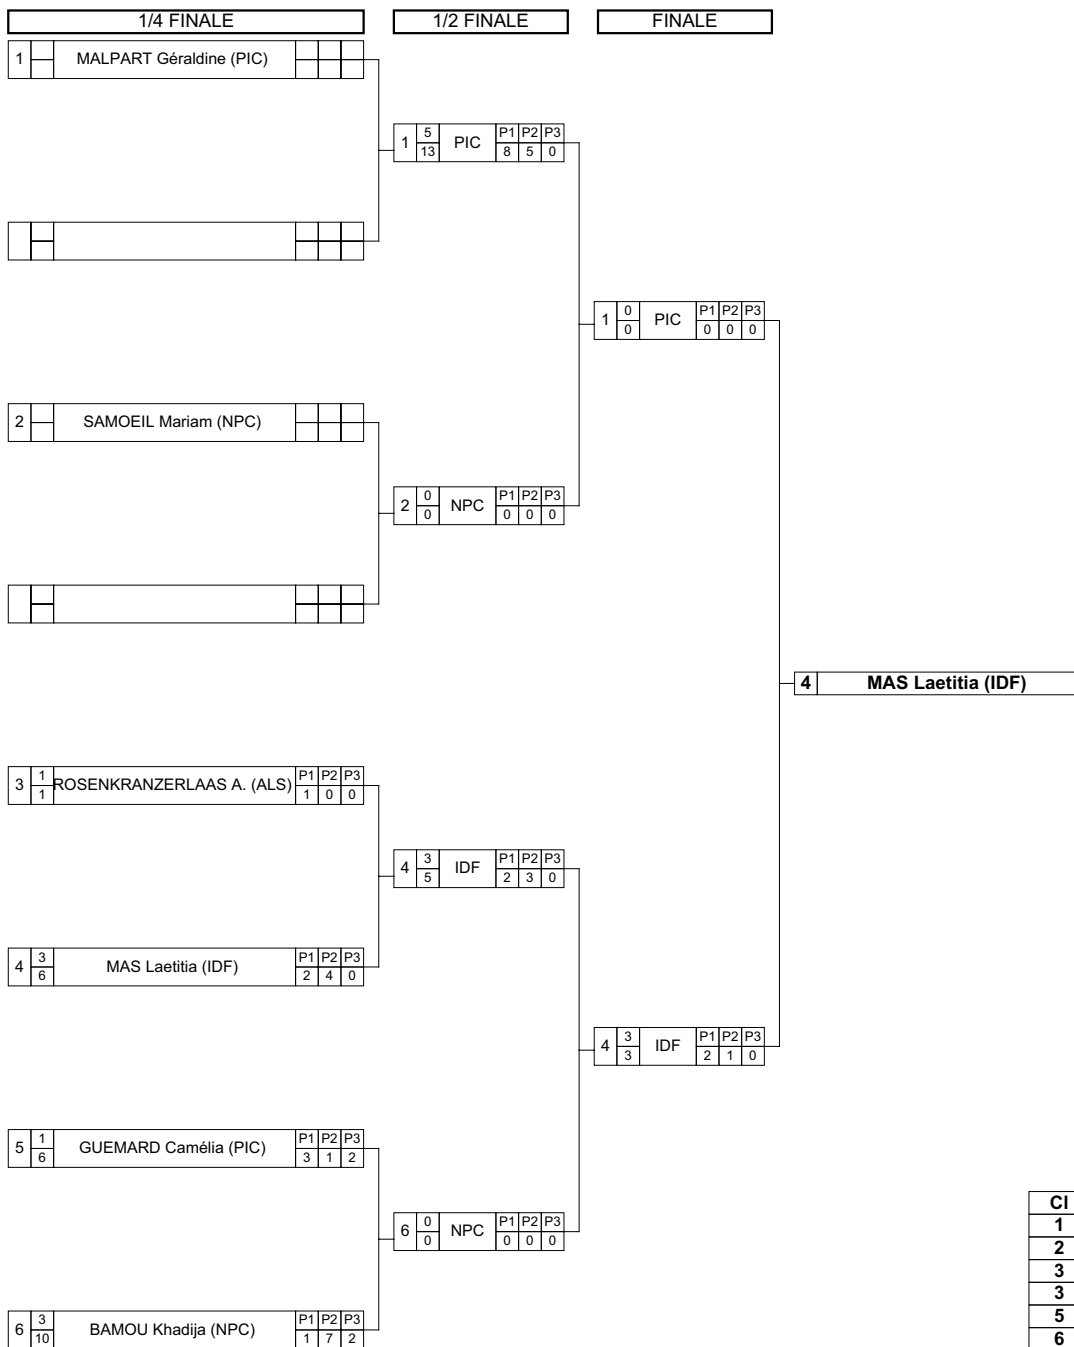 1/4 FINALE 1/2 FINALE FINALE
1 MALPART Géraldine (PIC)
1 5 13 PIC P1 P2 P3 8 5 0
1 0 0 PIC P1 P2 P3 0 0 0
2 SAMOEIL Mariam (NPC)
2 0 0 NPC P1 P2 P3 0 0 0
4 MAS Laetitia (IDF)
3 1 1 ROSENKRANZERLAAS A. (ALS) P1 P2 P3 1 0 0
4 3 5 IDF P1 P2 P3 2 3 0
4 3 6 MAS Laetitia (IDF) P1 P2 P3 2 4 0
4 3 3 IDF P1 P2 P3 2 1 0
5 1 6 GUEMARD Camélia (PIC) P1 P2 P3 3 1 2
6 0 0 NPC P1 P2 P3 0 0 0
6 3 10 BAMOU Khadija (NPC) P1 P2 P3 1 7 2
Cl
1
2
3
3
5
6